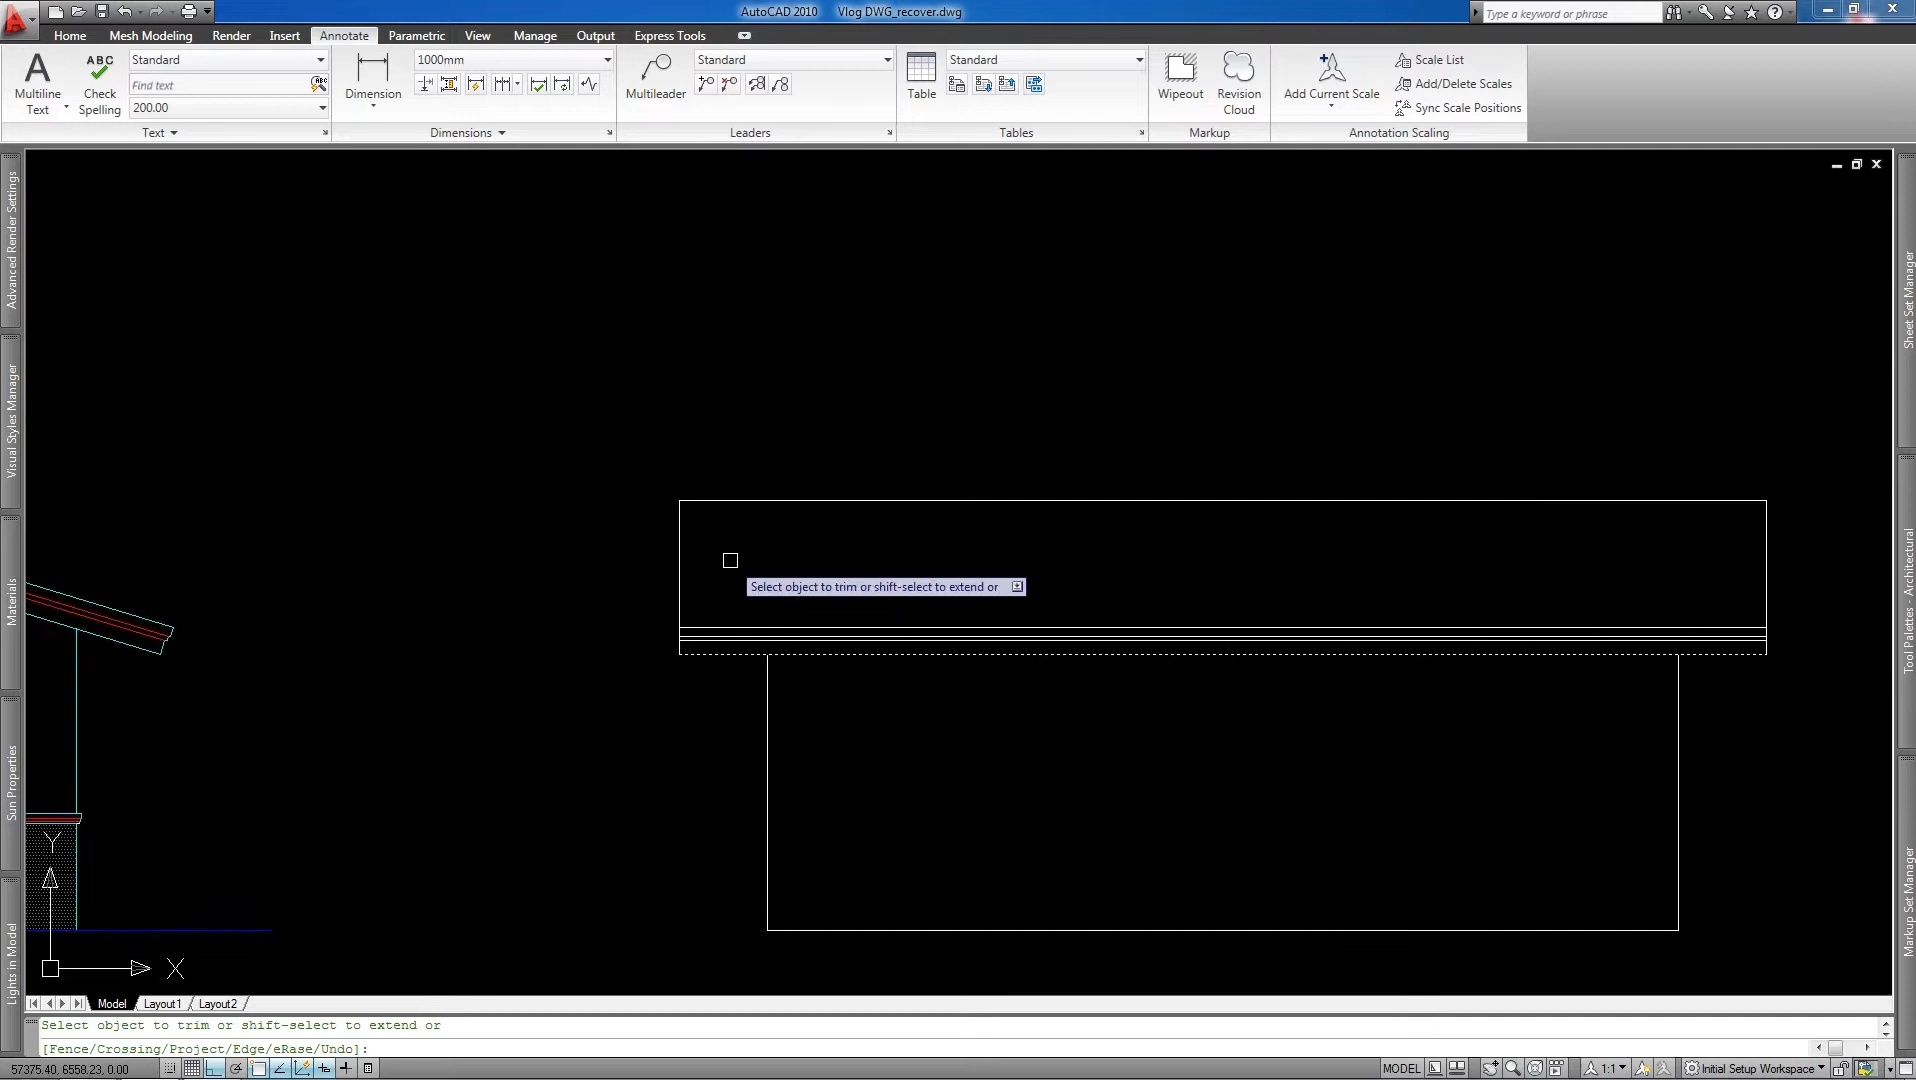 AutoCAD 2010 Vlog DWG_recover.dwg
Type a keyword or phrase
Home Mesh Modeling Render Insert Annotate Parametric View Manage Output Express Tools
A Multiline Text
ABC Check Spelling
Standard
Find text
ABC
200.00
Dimension
1000mm
Multileader
Standard
Table
Standard
Wipeout
Revision Cloud
Add Current Scale
Scale List
Add/Delete Scales
Sync Scale Positions
Text Dimensions Leaders Tables Markup Annotation Scaling
Advanced Render Settings
Visual Styles Manager
Materials
Sun Properties
Lights in Model
Sheet Set Manager
Tool Palettes - Architectural
Markup Set Manager
Select object to trim or shift-select to extend or
Y
X
Model Layout1 Layout2
Select object to trim or shift-select to extend or
[Fence/Crossing/Project/Edge/eRase/Undo]:
57375.40, 6558.23, 0.00
MODEL
1:1
Initial Setup Workspace